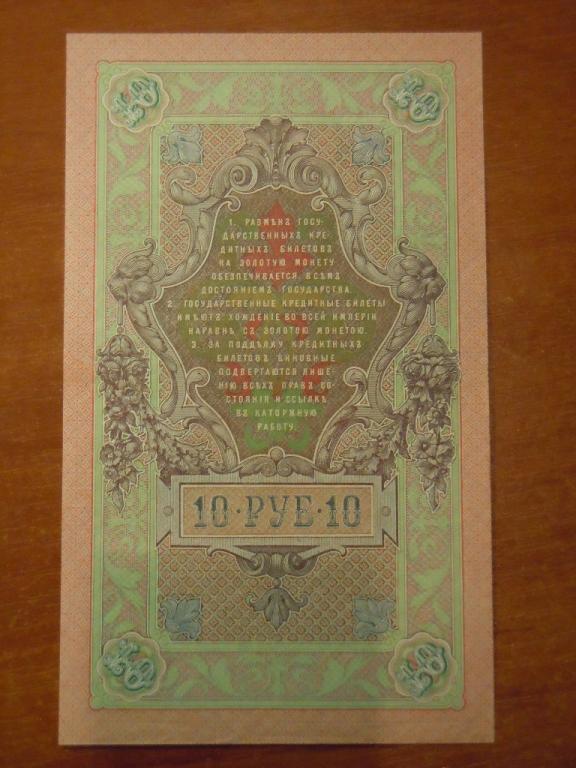 1. РАЗМѢНЪ ГОСУ-
ДАРСТВЕННЫХЪ КРЕ-
ДИТНЫХЪ БИЛЕТОВЪ
НА ЗОЛОТУЮ МОНЕТУ
ОБЕЗПЕЧИВАЕТСЯ ВСѢМЪ
ДОСТОЯНІЕМЪ ГОСУДАРСТВА.
2. ГОСУДАРСТВЕННЫЕ КРЕДИТНЫЕ БИЛЕТЫ
ИМѢЮТЪ ХОЖДЕНІЕ ВО ВСЕЙ ИМПЕРІИ
НАРАВНѢ СЪ ЗОЛОТОЮ МОНЕТОЮ.
3. ЗА ПОДДѢЛКУ КРЕДИТНЫХЪ
БИЛЕТОВЪ ВИНОВНЫЕ
ПОДВЕРГАЮТСЯ ЛИШЕ-
НІЮ ВСѢХЪ ПРАВЪ СО-
СТОЯНІЯ И ССЫЛКѢ
ВЪ КАТОРЖНУЮ
РАБОТУ.
10·РУБ·10